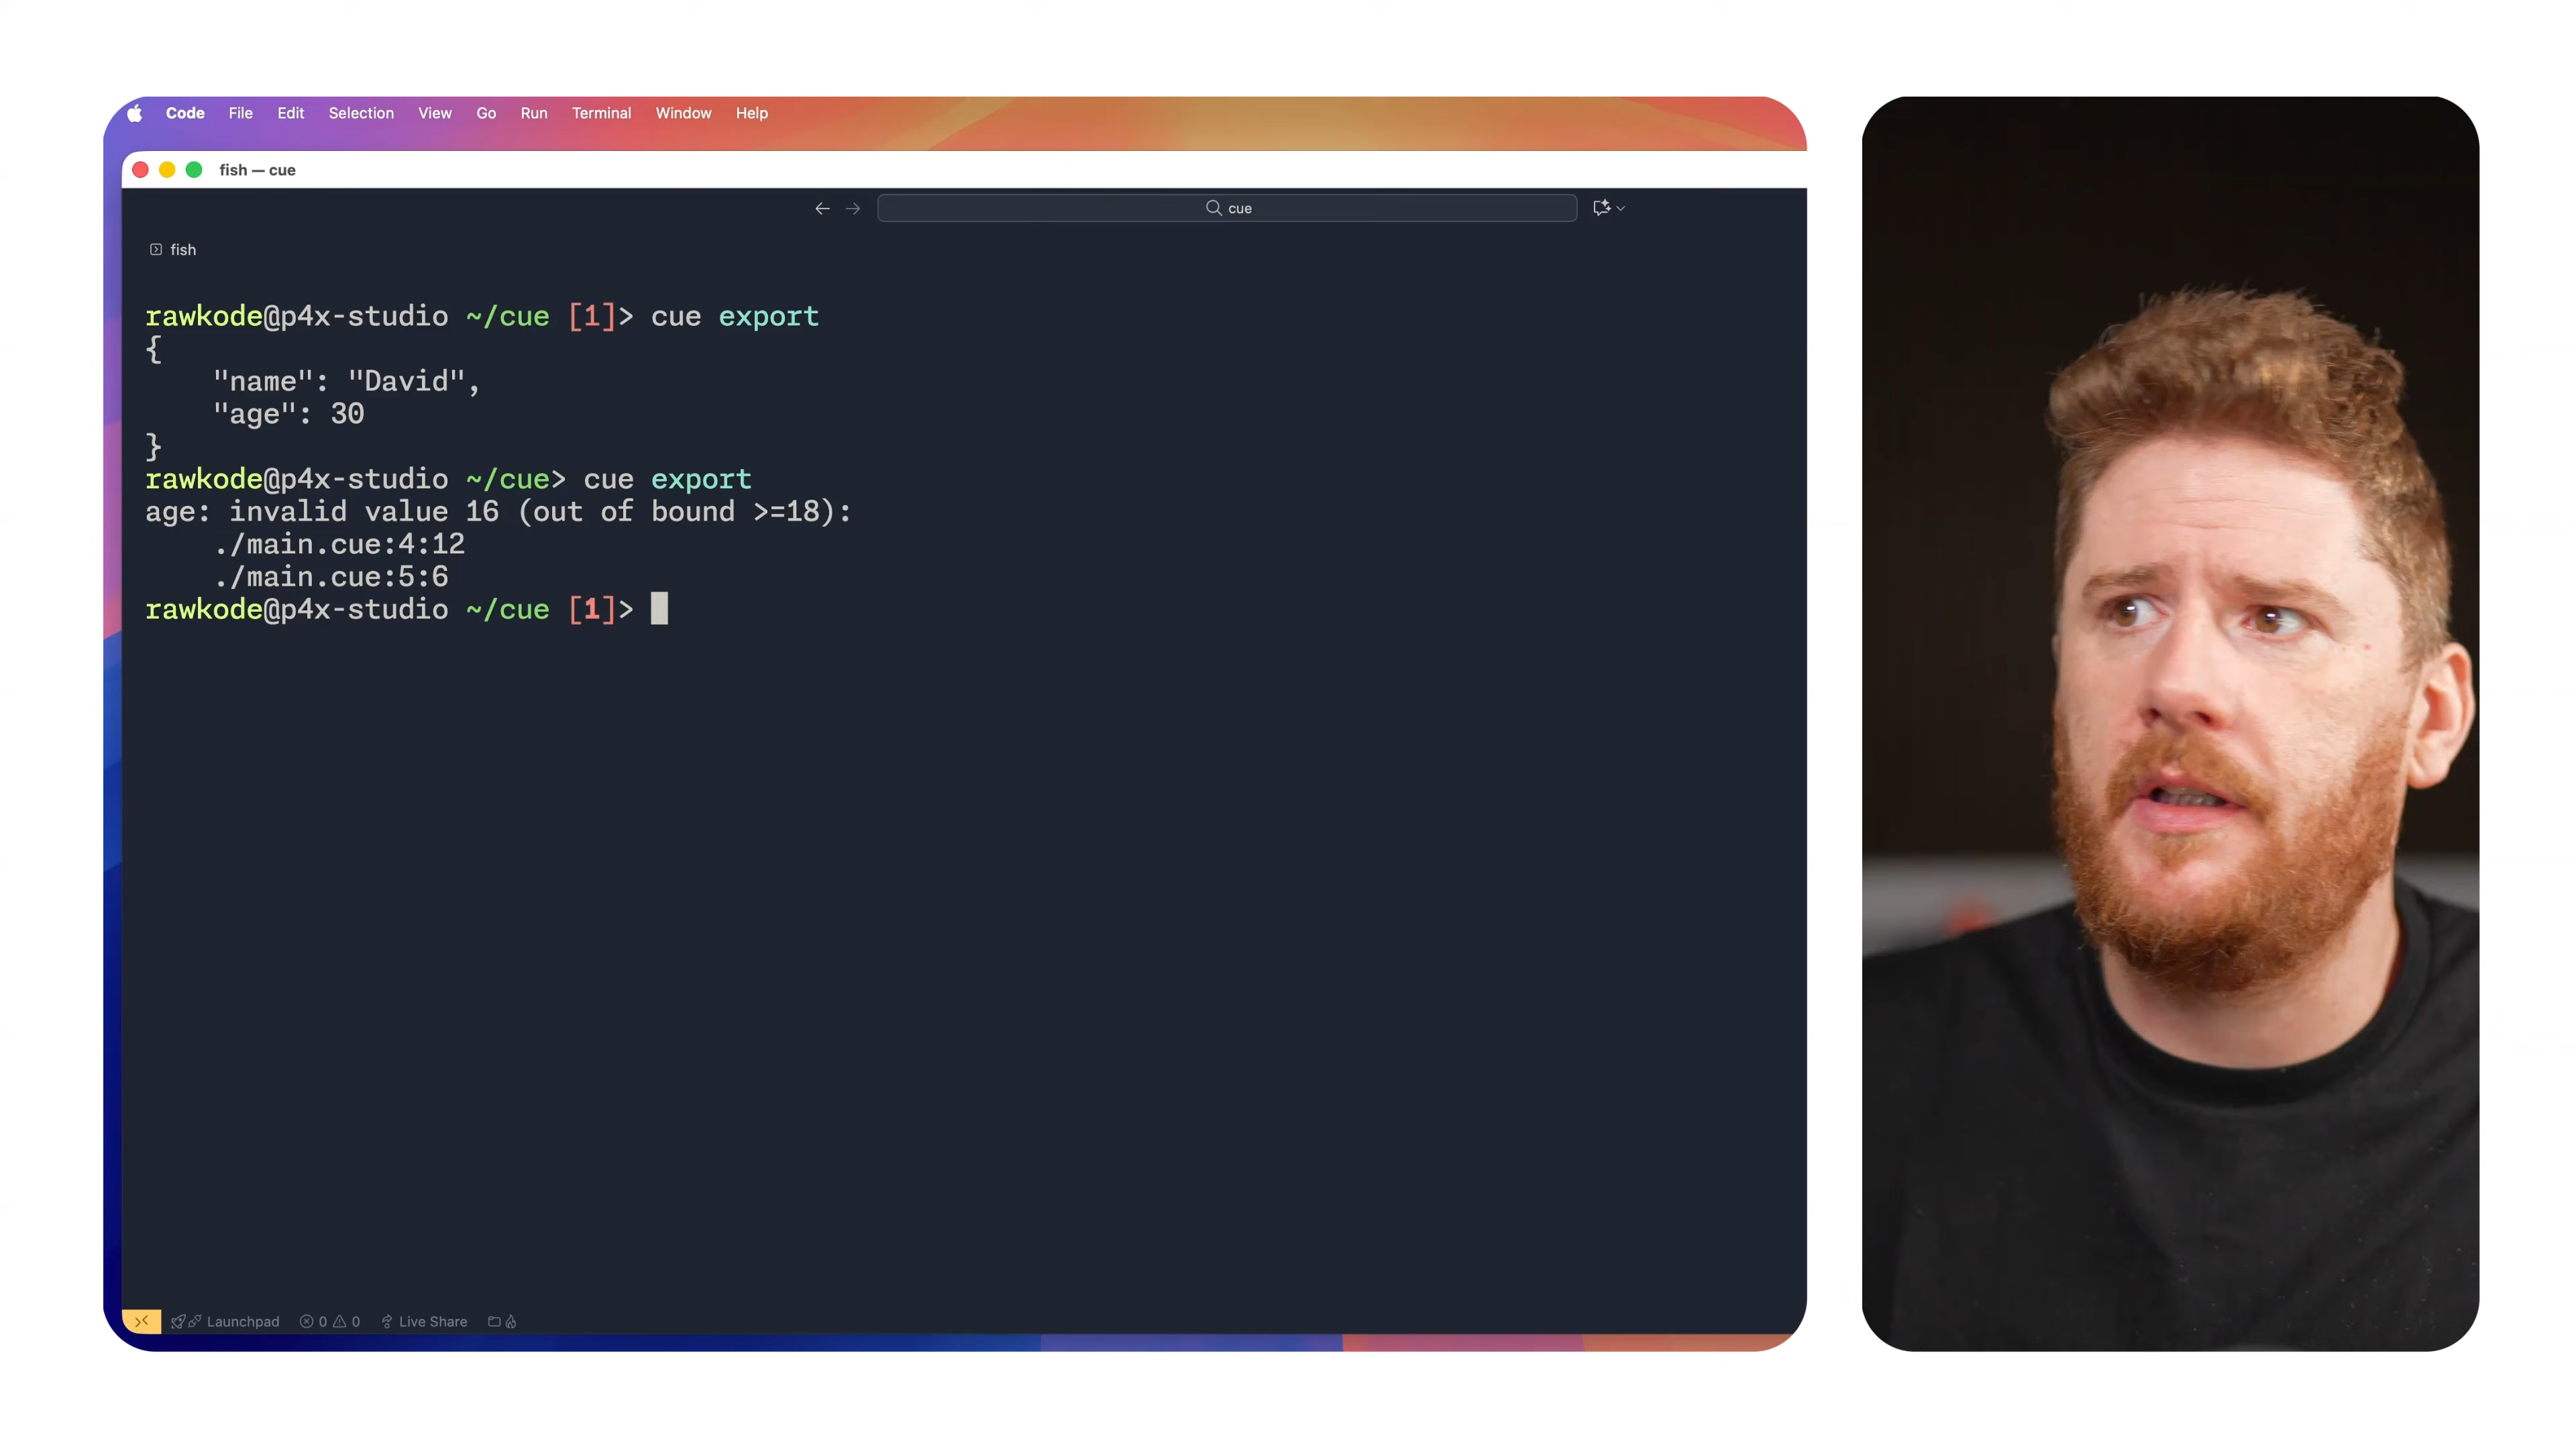 Code File Edit Selection View Go Run Terminal Window Help
fish — cue
cue
fish
rawkode@p4x-studio ~/cue [1]> cue export
{
    "name": "David",
    "age": 30
}
rawkode@p4x-studio ~/cue> cue export
age: invalid value 16 (out of bound >=18):
    ./main.cue:4:12
    ./main.cue:5:6
rawkode@p4x-studio ~/cue [1]>
Launchpad 0 0 Live Share